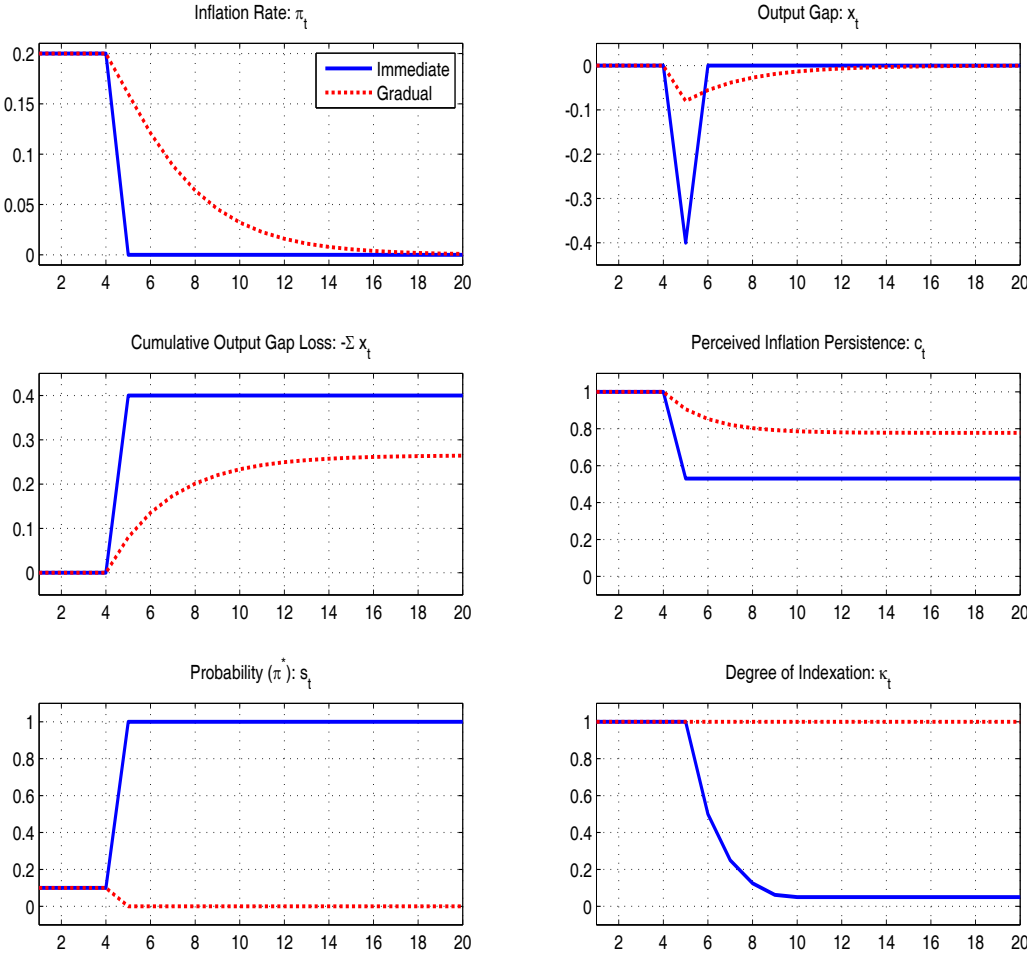 Inflation Rate: π_t
Output Gap: x_t
0.2
0.15
0.1
0.05
0
Immediate
Gradual
2 4 6 8 10 12 14 16 18 20
0
-0.1
-0.2
-0.3
-0.4
2 4 6 8 10 12 14 16 18 20
Cumulative Output Gap Loss: -Σ x_t
Perceived Inflation Persistence: c_t
0.4
0.3
0.2
0.1
0
2 4 6 8 10 12 14 16 18 20
1
0.8
0.6
0.4
0.2
0
2 4 6 8 10 12 14 16 18 20
Probability (π*): s_t
Degree of Indexation: κ_t
1
0.8
0.6
0.4
0.2
0
2 4 6 8 10 12 14 16 18 20
1
0.8
0.6
0.4
0.2
0
2 4 6 8 10 12 14 16 18 20